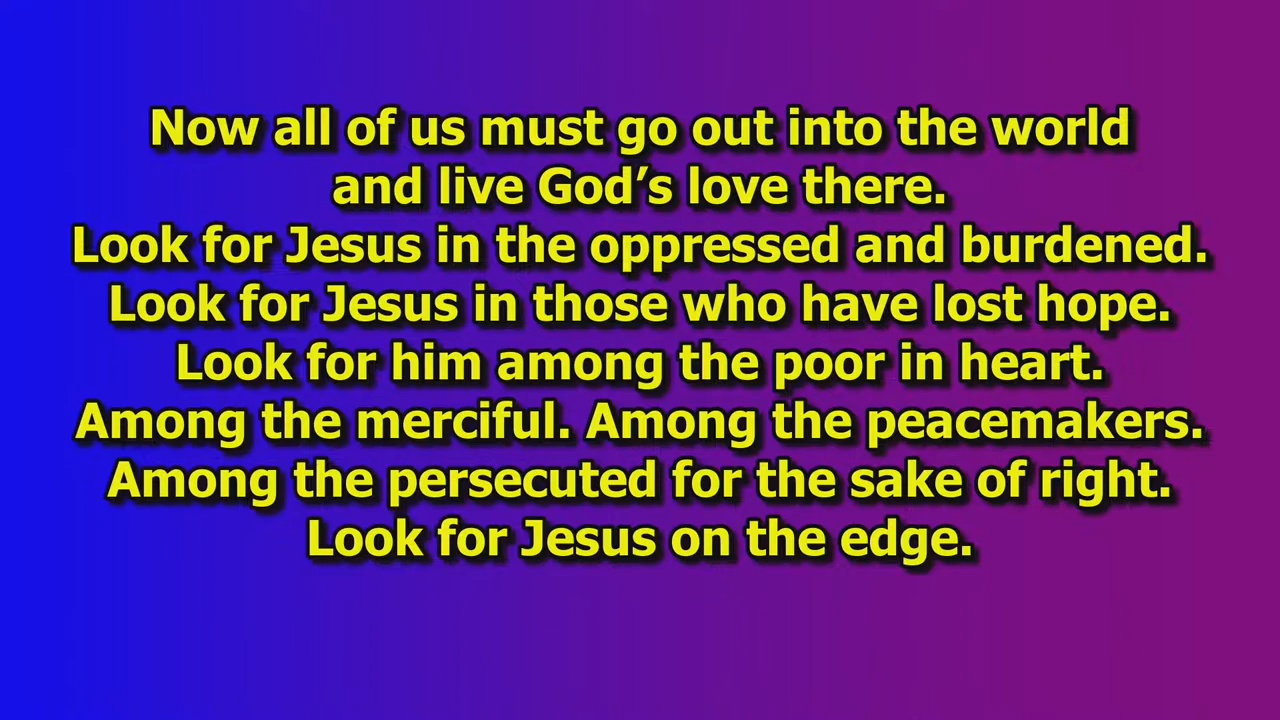 Now all of us must go out into the world
and live God’s love there.
Look for Jesus in the oppressed and burdened.
Look for Jesus in those who have lost hope.
Look for him among the poor in heart.
Among the merciful. Among the peacemakers.
Among the persecuted for the sake of right.
Look for Jesus on the edge.